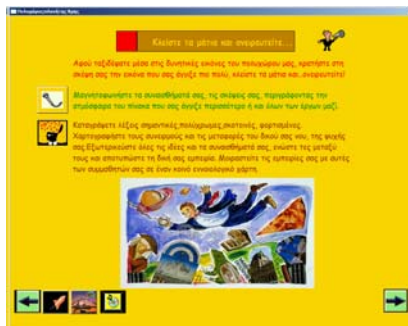 Κλείστε τα μάτια και ονειρευτείτε...
Αφού ταξιδέψατε μέσα στις δυνητικές εικόνες του πολυχώρου μας, κρατήστε στη
σκέψη σας την εικόνα που σας άγγιξε πιο πολύ, κλείστε τα μάτια και..ονειρευτείτε!
Μαγνητοφωνήστε τα συναισθήματά σας, τις σκέψεις σας, περιγράφοντας την
ατμόσφαιρα του πίνακα που σας άγγιξε περισσότερο ή και όλων των έργων μαζί.
Καταγράψετε λέξεις σημαντικές,πολύχρωμες,σκοτεινές, φορτισμένες.
Χαρτογραφήστε τους συνειρμούς και τις μεταφορές του δικού σας νου, της ψυχής
σας.Εξωτερικεύστε όλες τις ιδέες και τα συναισθήματά σας, ενώστε τες μεταξύ
τους και αποτυπώστε τη δική σας εμπειρία. Μοιραστείτε τις εμπειρίες σας με αυτές
των συμμαθητών σας σε έναν κοινό εννοιολογικό χάρτη.